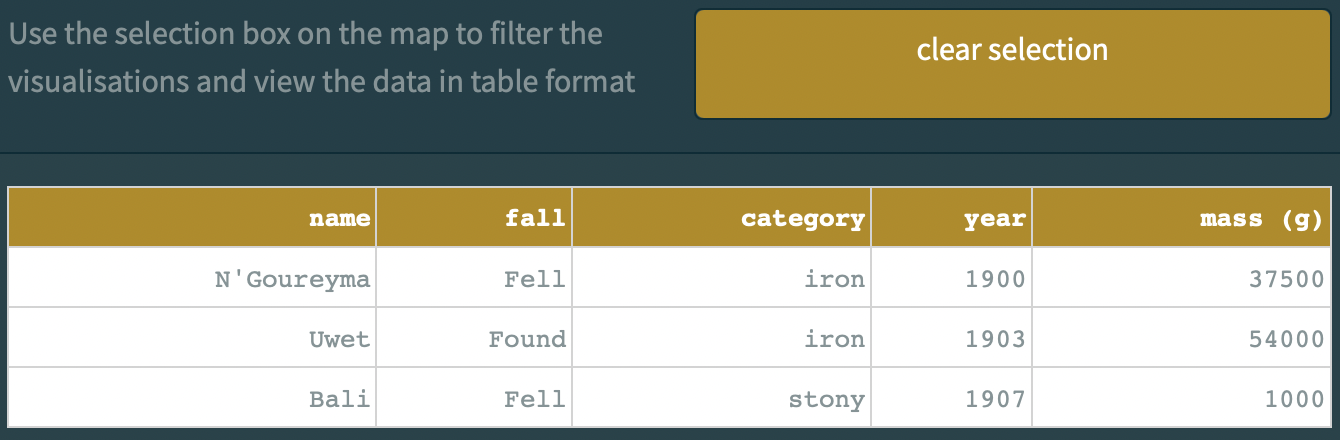 Use the selection box on the map to filter the
visualisations and view the data in table format
clear selection
name fall category year mass (g)
N'Goureyma Fell iron 1900 37500
Uwet Found iron 1903 54000
Bali Fell stony 1907 1000